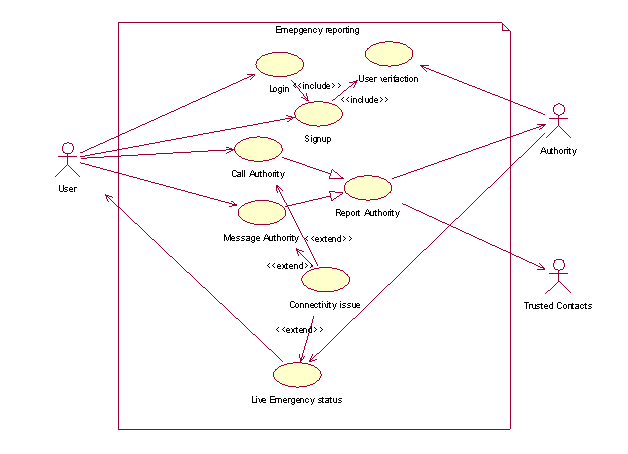 Emepgency reporting
User verifaction
Login
<<include>>
<<include>>
Signup
Authority
Call Authority
User
Report Authority
Message Authority
<<extend>>
<<extend>>
Connectivity issue
Trusted Contacts
<<extend>>
Live Emergency status